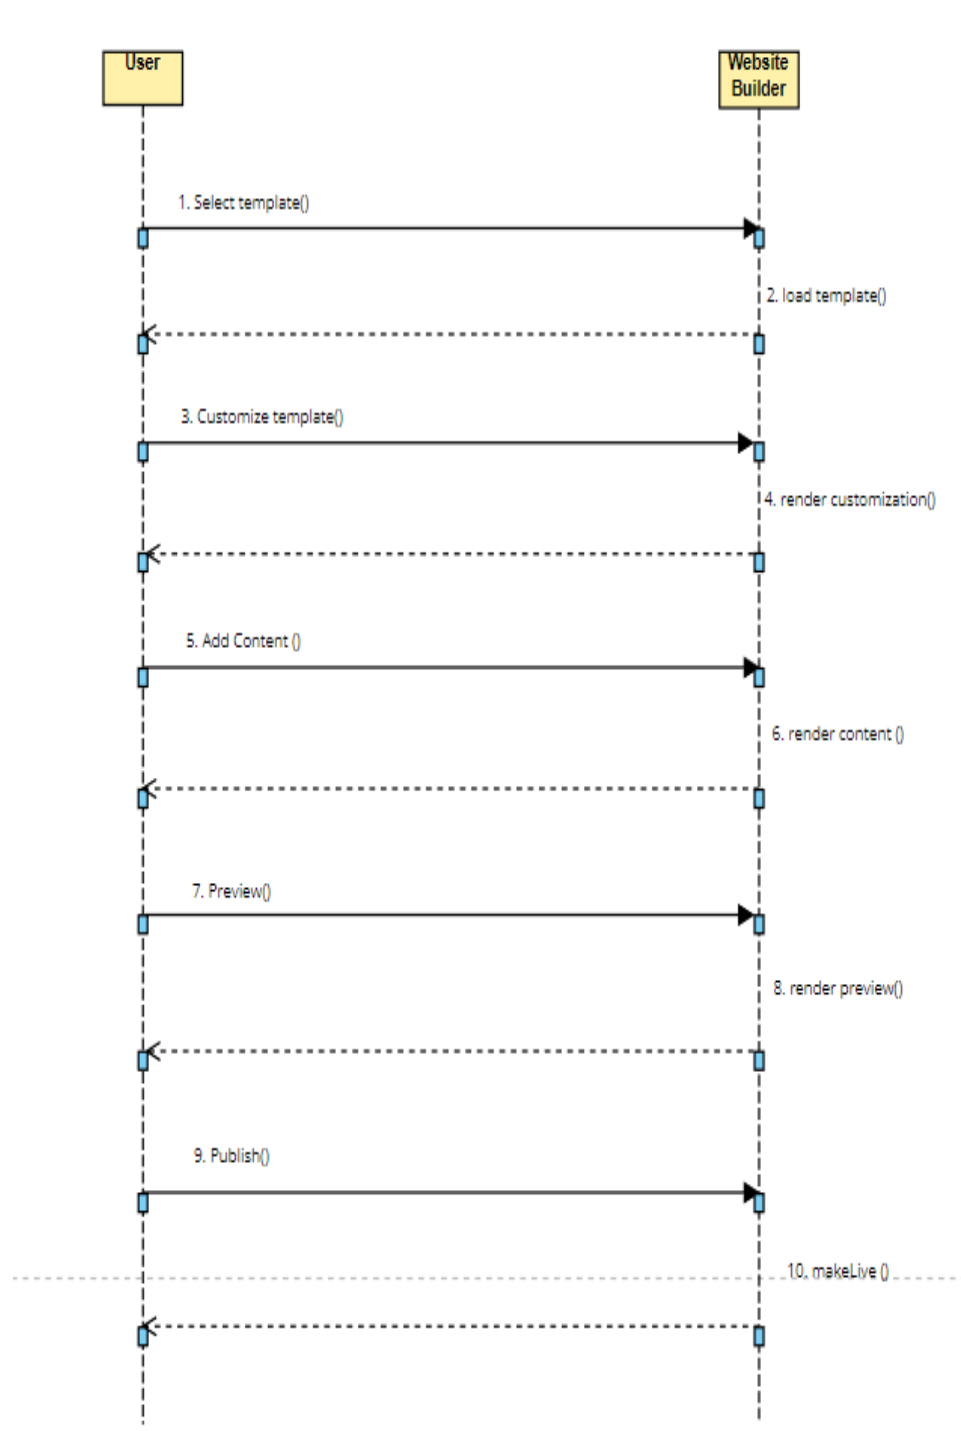 User
Website
Builder
1. Select template()
2. load template()
3. Customize template()
4. render customization()
5. Add Content ()
6. render content ()
7. Preview()
8. render preview()
9. Publish()
10. makeLive ()